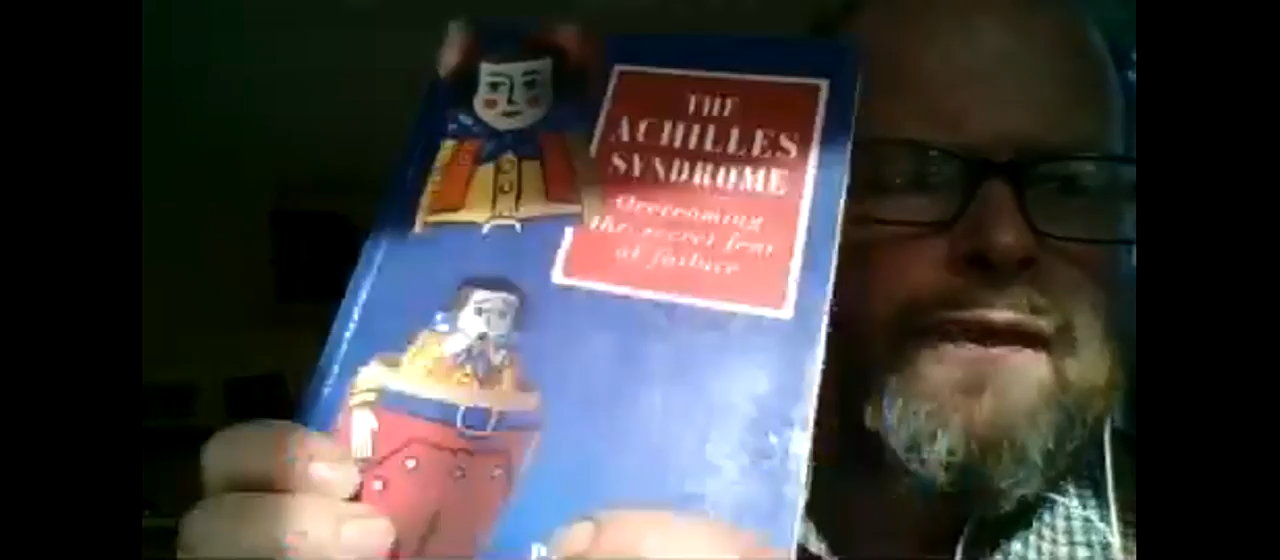 THE
ACHILLES
SYNDROME
Overcoming
the secret fear
of failure